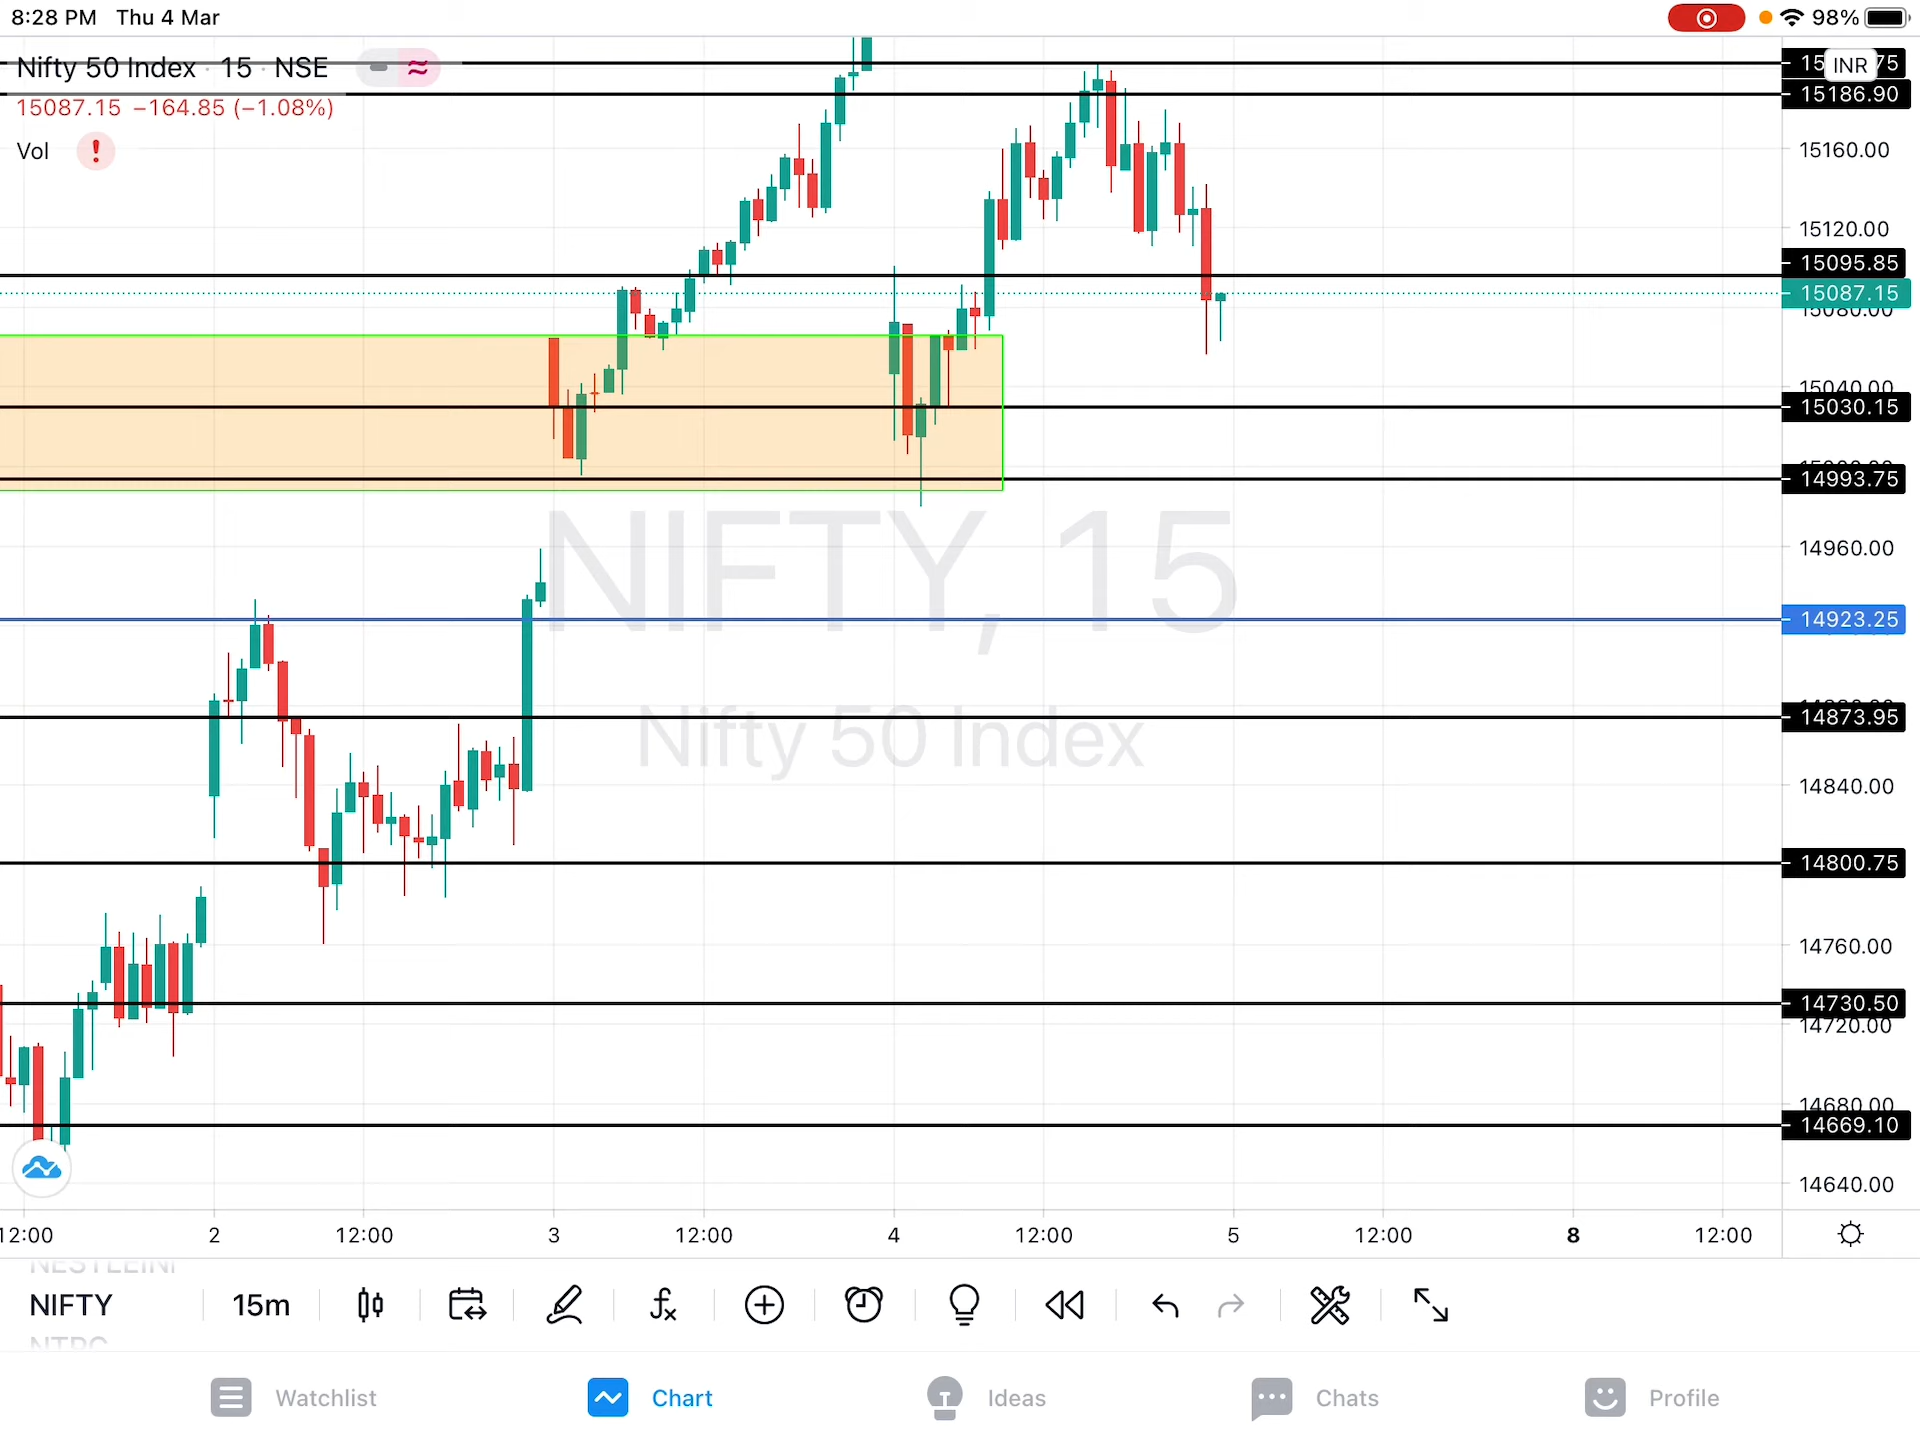 8:28 PM Thu 4 Mar
98%
Nifty 50 Index · 15 · NSE
INR
15087.15 −164.85 (−1.08%)
15186.90
Vol
15160.00
15120.00
15095.85
15087.15
15080.00
15040.00
15030.15
14993.75
NIFTY, 15
14960.00
14923.25
Nifty 50 Index
14873.95
14840.00
14800.75
14760.00
14730.50
14720.00
14680.00
14669.10
14640.00
12:00 2 12:00 3 12:00 4 12:00 5 12:00 8 12:00
NIFTY 15m
Watchlist Chart Ideas Chats Profile